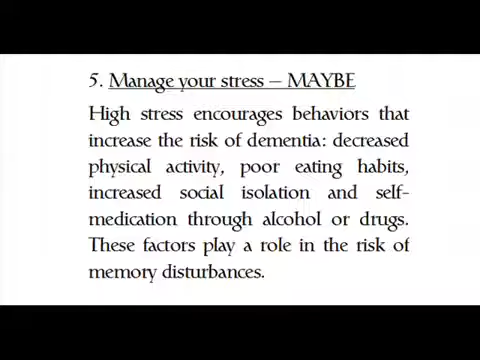 5. Manage your stress – MAYBE
High stress encourages behaviors that
increase the risk of dementia: decreased
physical activity, poor eating habits,
increased social isolation and self-
medication through alcohol or drugs.
These factors play a role in the risk of
memory disturbances.